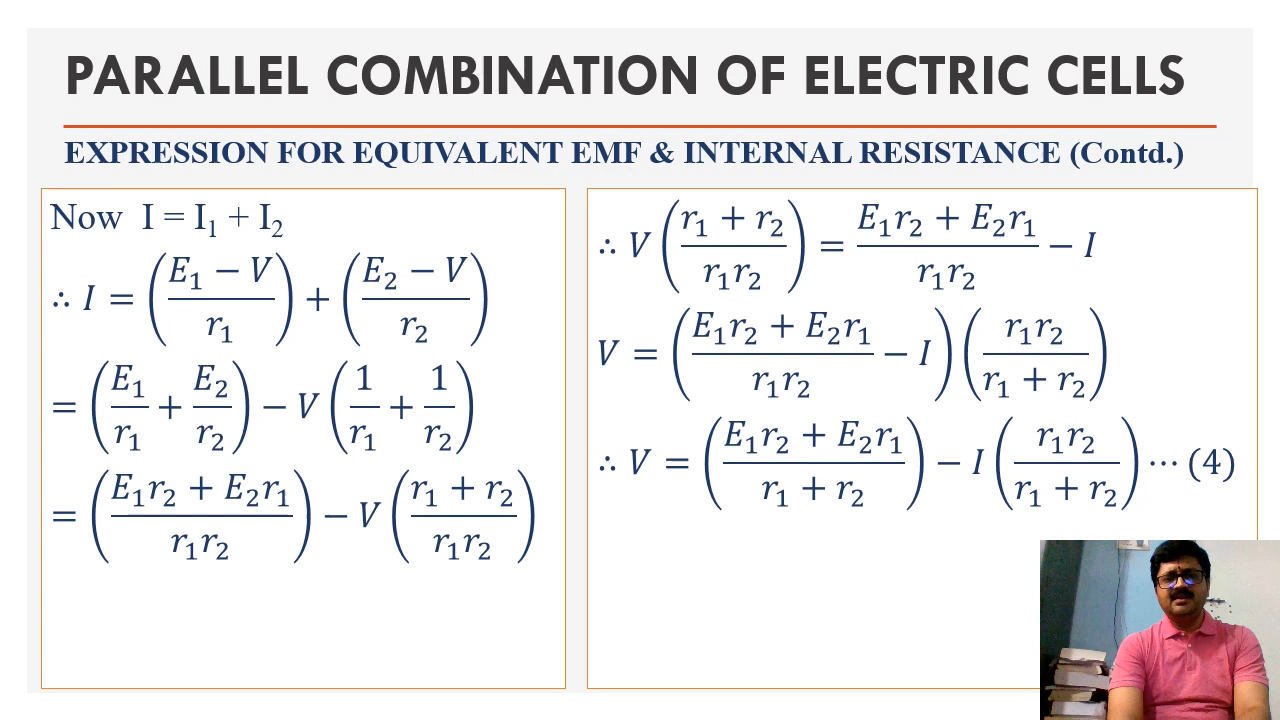 PARALLEL COMBINATION OF ELECTRIC CELLS
EXPRESSION FOR EQUIVALENT EMF & INTERNAL RESISTANCE (Contd.)
Now I = I₁ + I₂
∴ I = ((E₁ − V)/r₁) + ((E₂ − V)/r₂)
= (E₁/r₁ + E₂/r₂) − V (1/r₁ + 1/r₂)
= ((E₁r₂ + E₂r₁)/(r₁r₂)) − V ((r₁ + r₂)/(r₁r₂))
∴ V ((r₁ + r₂)/(r₁r₂)) = (E₁r₂ + E₂r₁)/(r₁r₂) − I
V = ((E₁r₂ + E₂r₁)/(r₁r₂) − I) ((r₁r₂)/(r₁ + r₂))
∴ V = ((E₁r₂ + E₂r₁)/(r₁ + r₂)) − I ((r₁r₂)/(r₁ + r₂)) ⋯ (4)